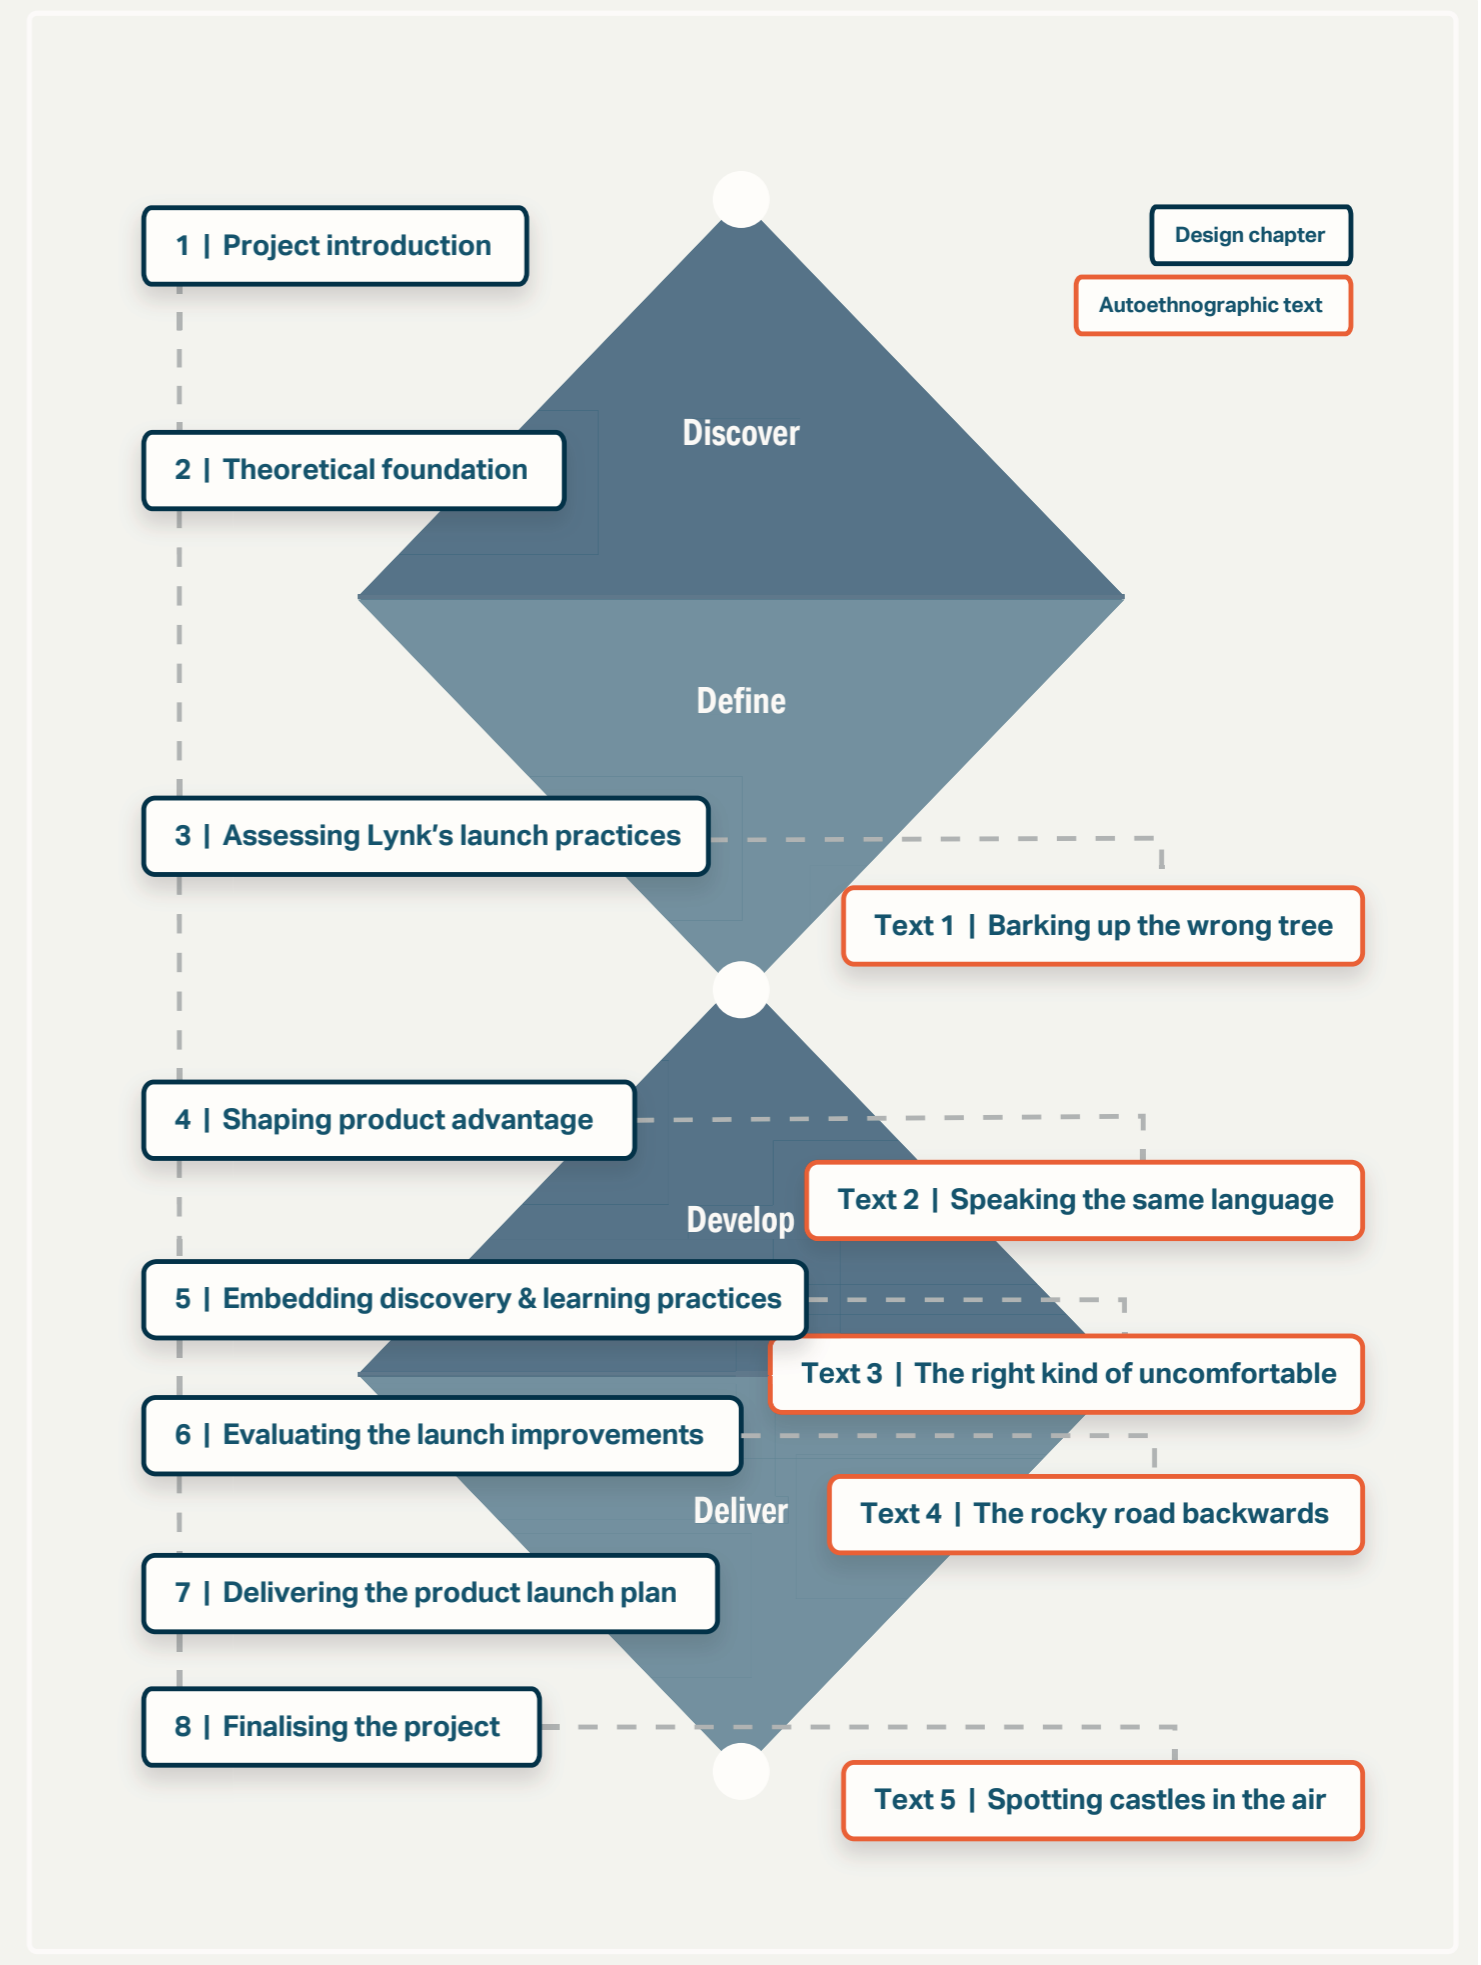 1 | Project introduction
Design chapter
Autoethnographic text
Discover
2 | Theoretical foundation
Define
3 | Assessing Lynk's launch practices
Text 1 | Barking up the wrong tree
4 | Shaping product advantage
Text 2 | Speaking the same language
Develop
5 | Embedding discovery & learning practices
Text 3 | The right kind of uncomfortable
6 | Evaluating the launch improvements
Deliver
Text 4 | The rocky road backwards
7 | Delivering the product launch plan
8 | Finalising the project
Text 5 | Spotting castles in the air